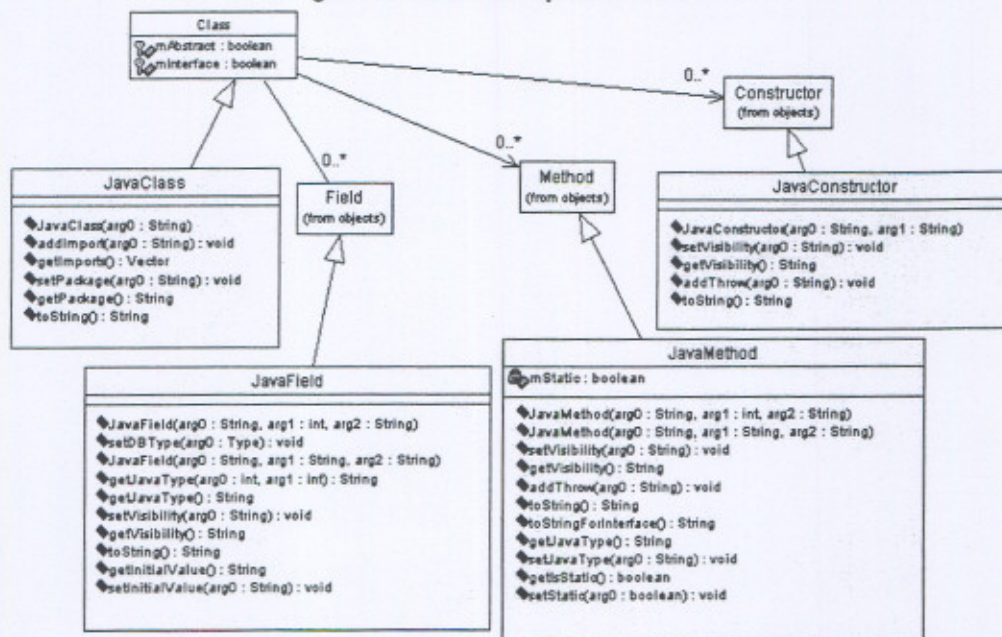 Class
mAbstract : boolean
mInterface : boolean
0..*
Constructor
(from objects)
0..*
Method
(from objects)
0..*
Field
(from objects)
JavaClass
JavaClass(arg0 : String)
addImport(arg0 : String) : void
getImports() : Vector
setPackage(arg0 : String) : void
getPackage() : String
toString() : String
JavaConstructor
JavaConstructor(arg0 : String, arg1 : String)
setVisibility(arg0 : String) : void
getVisibility() : String
addThrow(arg0 : String) : void
toString() : String
JavaField
JavaField(arg0 : String, arg1 : int, arg2 : String)
setDBType(arg0 : Type) : void
JavaField(arg0 : String, arg1 : String, arg2 : String)
getJavaType(arg0 : int, arg1 : int) : String
getJavaType() : String
setVisibility(arg0 : String) : void
getVisibility() : String
toString() : String
getInitialValue() : String
setInitialValue(arg0 : String) : void
JavaMethod
mStatic : boolean
JavaMethod(arg0 : String, arg1 : int, arg2 : String)
JavaMethod(arg0 : String, arg1 : String, arg2 : String)
setVisibility(arg0 : String) : void
getVisibility() : String
addThrow(arg0 : String) : void
toString() : String
toStringForInterface() : String
getJavaType() : String
setJavaType(arg0 : String) : void
getIsStatic() : boolean
setStatic(arg0 : boolean) : void